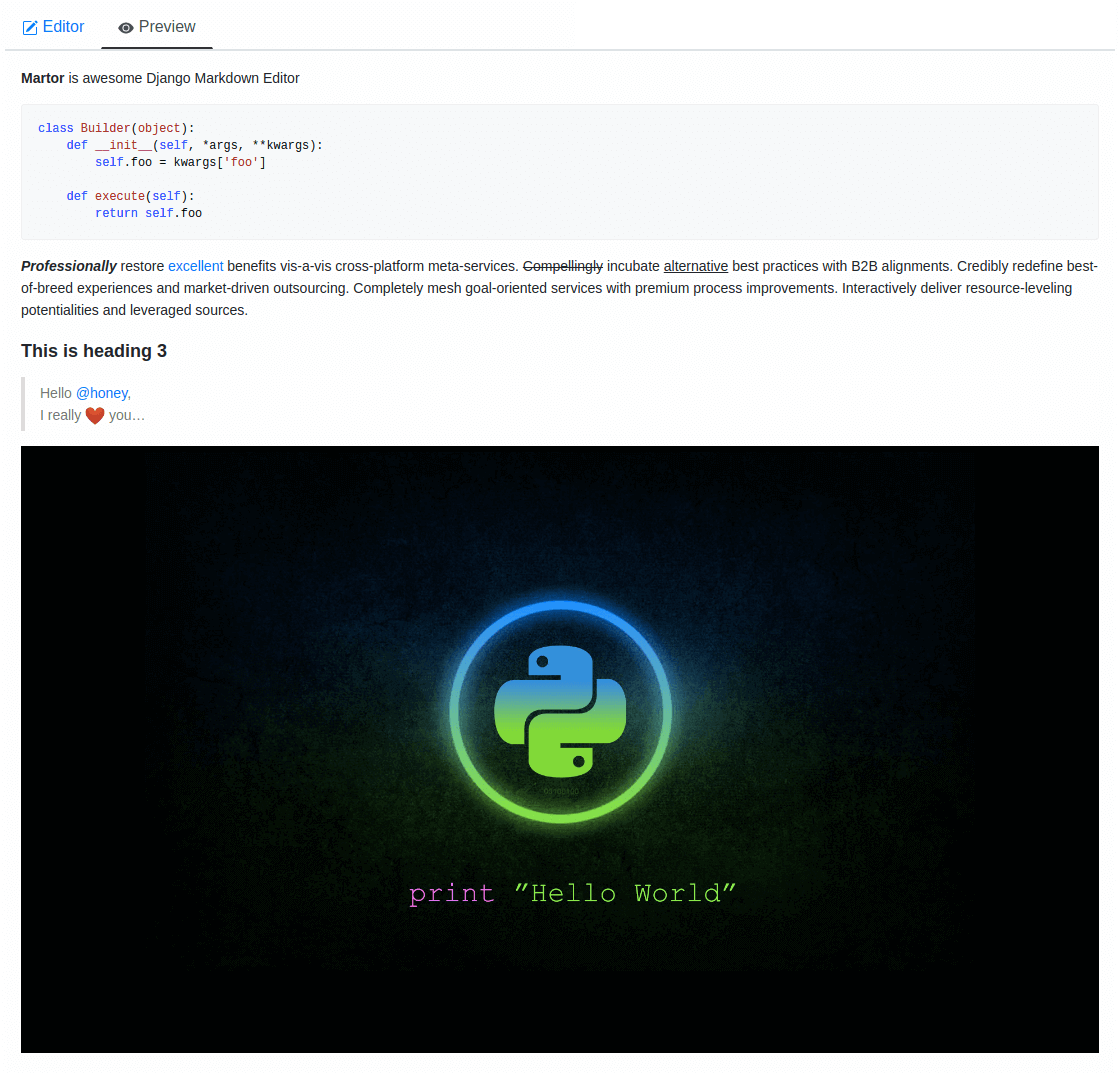 Editor Preview
Martor is awesome Django Markdown Editor
class Builder(object):
    def __init__(self, *args, **kwargs):
        self.foo = kwargs['foo']
    def execute(self):
        return self.foo
Professionally restore excellent benefits vis-a-vis cross-platform meta-services. Compellingly incubate alternative best practices with B2B alignments. Credibly redefine best-
of-breed experiences and market-driven outsourcing. Completely mesh goal-oriented services with premium process improvements. Interactively deliver resource-leveling
potentialities and leveraged sources.
This is heading 3
Hello @honey,
I really ❤️ you…
print ”Hello World”